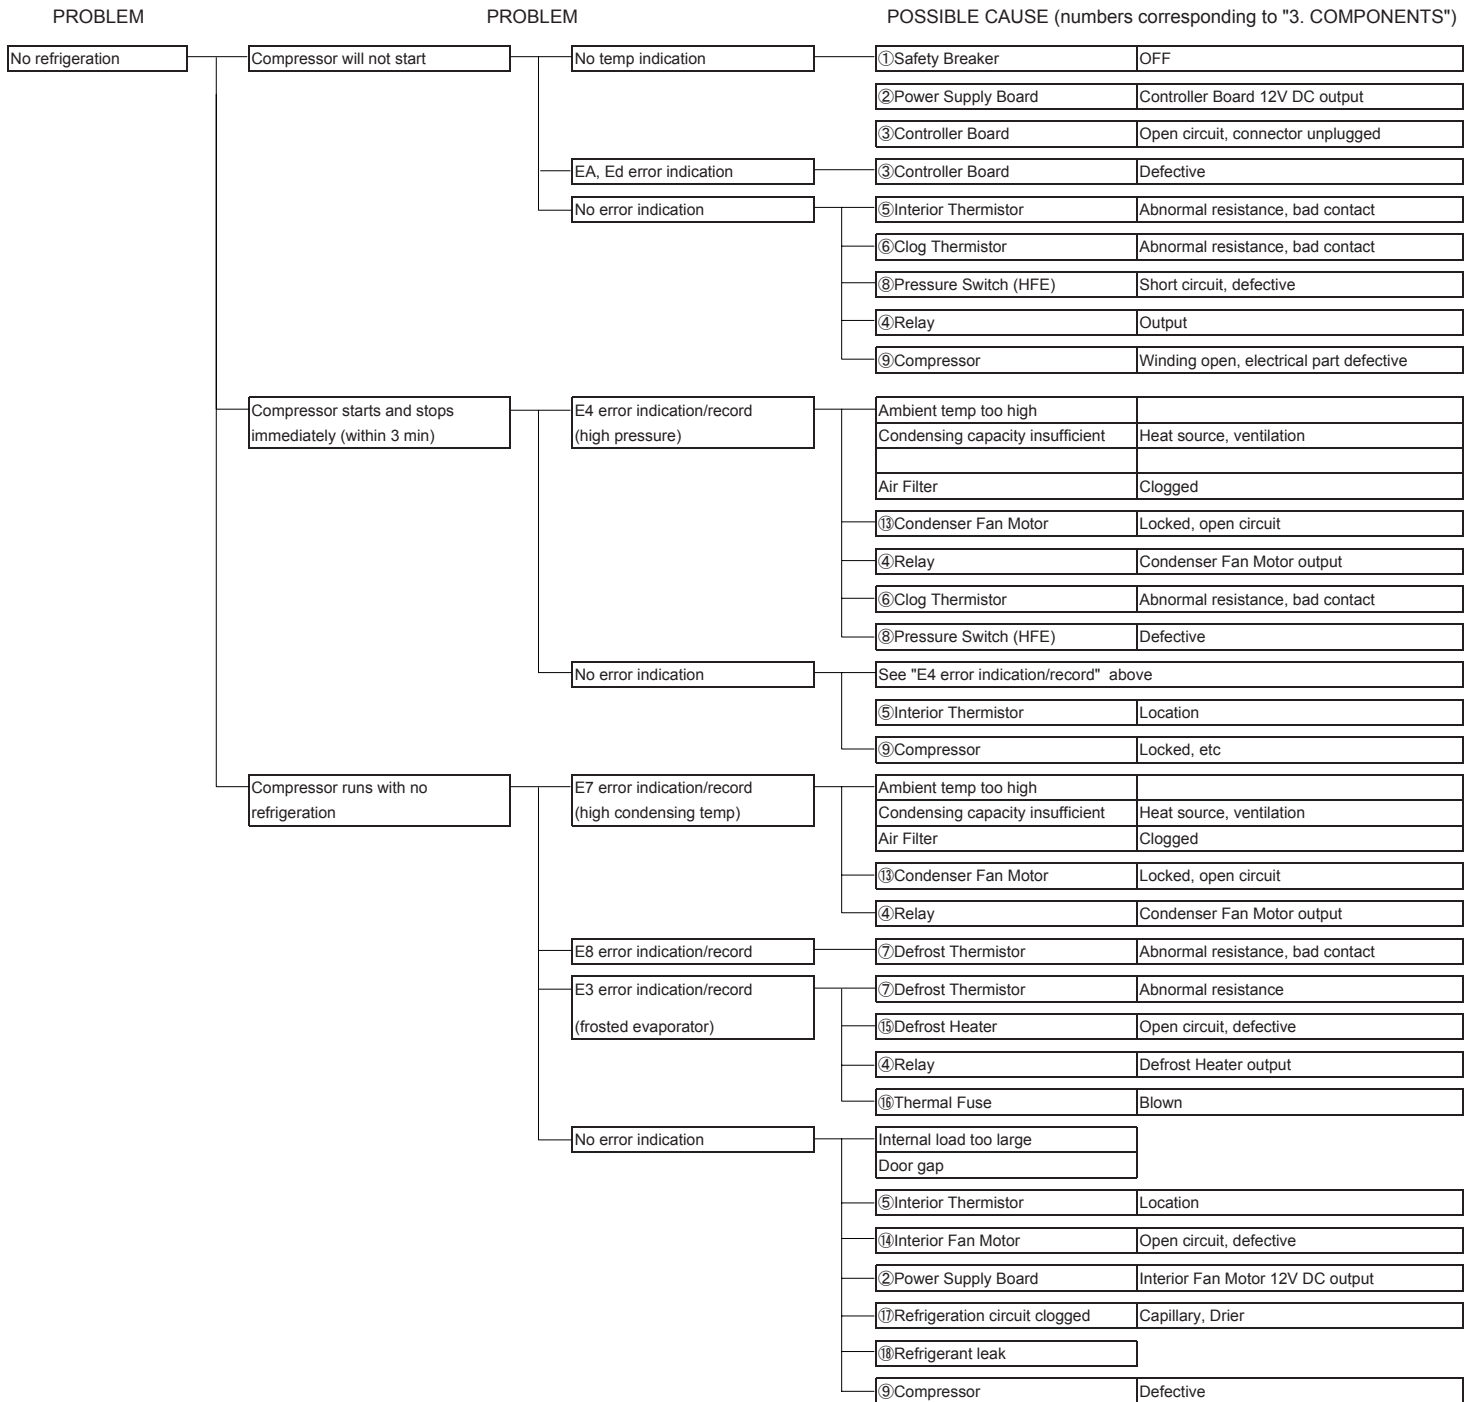 PROBLEM PROBLEM POSSIBLE CAUSE (numbers corresponding to "3. COMPONENTS")
No refrigeration Compressor will not start No temp indication ①Safety Breaker OFF
②Power Supply Board Controller Board 12V DC output
③Controller Board Open circuit, connector unplugged
EA, Ed error indication ③Controller Board Defective
No error indication ⑤Interior Thermistor Abnormal resistance, bad contact
⑥Clog Thermistor Abnormal resistance, bad contact
⑧Pressure Switch (HFE) Short circuit, defective
④Relay Output
⑨Compressor Winding open, electrical part defective
Compressor starts and stops E4 error indication/record Ambient temp too high
immediately (within 3 min) (high pressure) Condensing capacity insufficient Heat source, ventilation
Air Filter Clogged
⑬Condenser Fan Motor Locked, open circuit
④Relay Condenser Fan Motor output
⑥Clog Thermistor Abnormal resistance, bad contact
⑧Pressure Switch (HFE) Defective
No error indication See "E4 error indication/record" above
⑤Interior Thermistor Location
⑨Compressor Locked, etc
Compressor runs with no E7 error indication/record Ambient temp too high
refrigeration (high condensing temp) Condensing capacity insufficient Heat source, ventilation
Air Filter Clogged
⑬Condenser Fan Motor Locked, open circuit
④Relay Condenser Fan Motor output
E8 error indication/record ⑦Defrost Thermistor Abnormal resistance, bad contact
E3 error indication/record ⑦Defrost Thermistor Abnormal resistance
(frosted evaporator) ⑮Defrost Heater Open circuit, defective
④Relay Defrost Heater output
⑯Thermal Fuse Blown
No error indication Internal load too large
Door gap
⑤Interior Thermistor Location
⑭Interior Fan Motor Open circuit, defective
②Power Supply Board Interior Fan Motor 12V DC output
⑰Refrigeration circuit clogged Capillary, Drier
⑱Refrigerant leak
⑨Compressor Defective